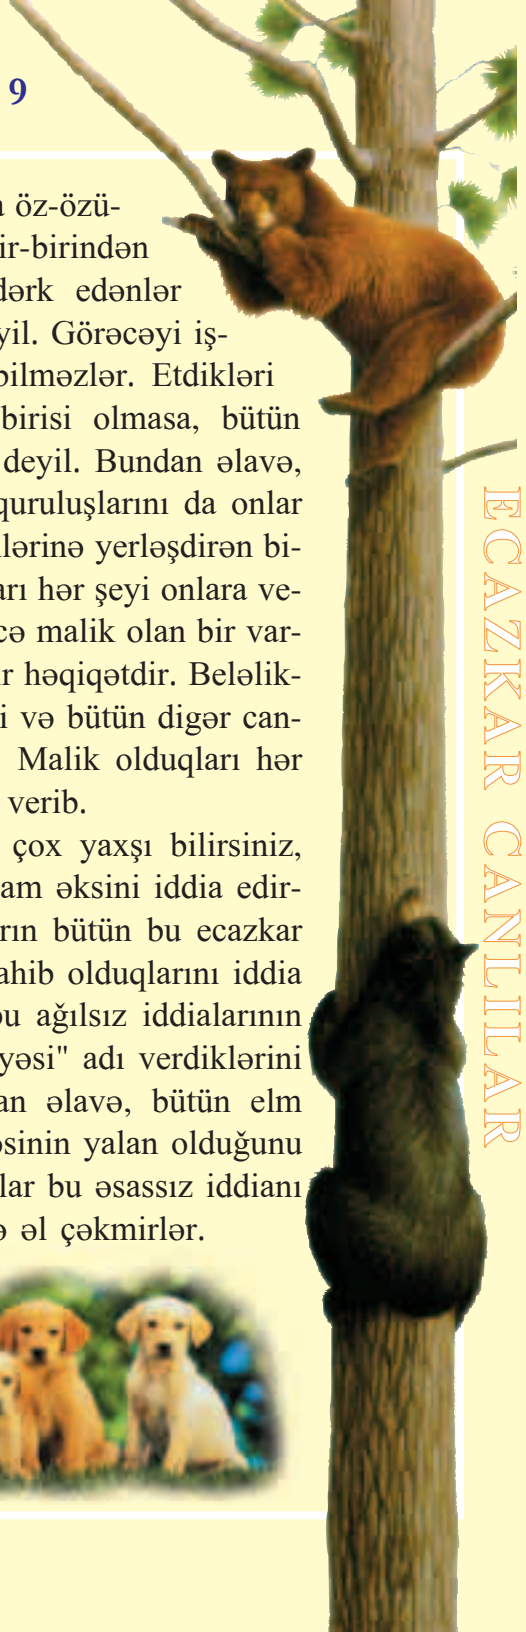 9
a öz-özü-
ir-birindən
dərk edənlər
yil. Görəcəyi iş-
bilməzlər. Etdikləri
birisi olmasa, bütün
deyil. Bundan əlavə,
quruluşlarını da onlar
lərinə yerləşdirən bi-
arı hər şeyi onlara ve-
cə malik olan bir var-
ir həqiqətdir. Beləlik-
i və bütün digər can-
Malik olduqları hər
verib.
çox yaxşı bilirsiniz,
am əksini iddia edir-
rın bütün bu ecazkar
ahib olduqlarını iddia
bu ağılsız iddialarının
yəsi" adı verdiklərini
an əlavə, bütün elm
əsinin yalan olduğunu
lar bu əsassız iddianı
ə əl çəkmirlər.
ECAZKAR CANLILAR